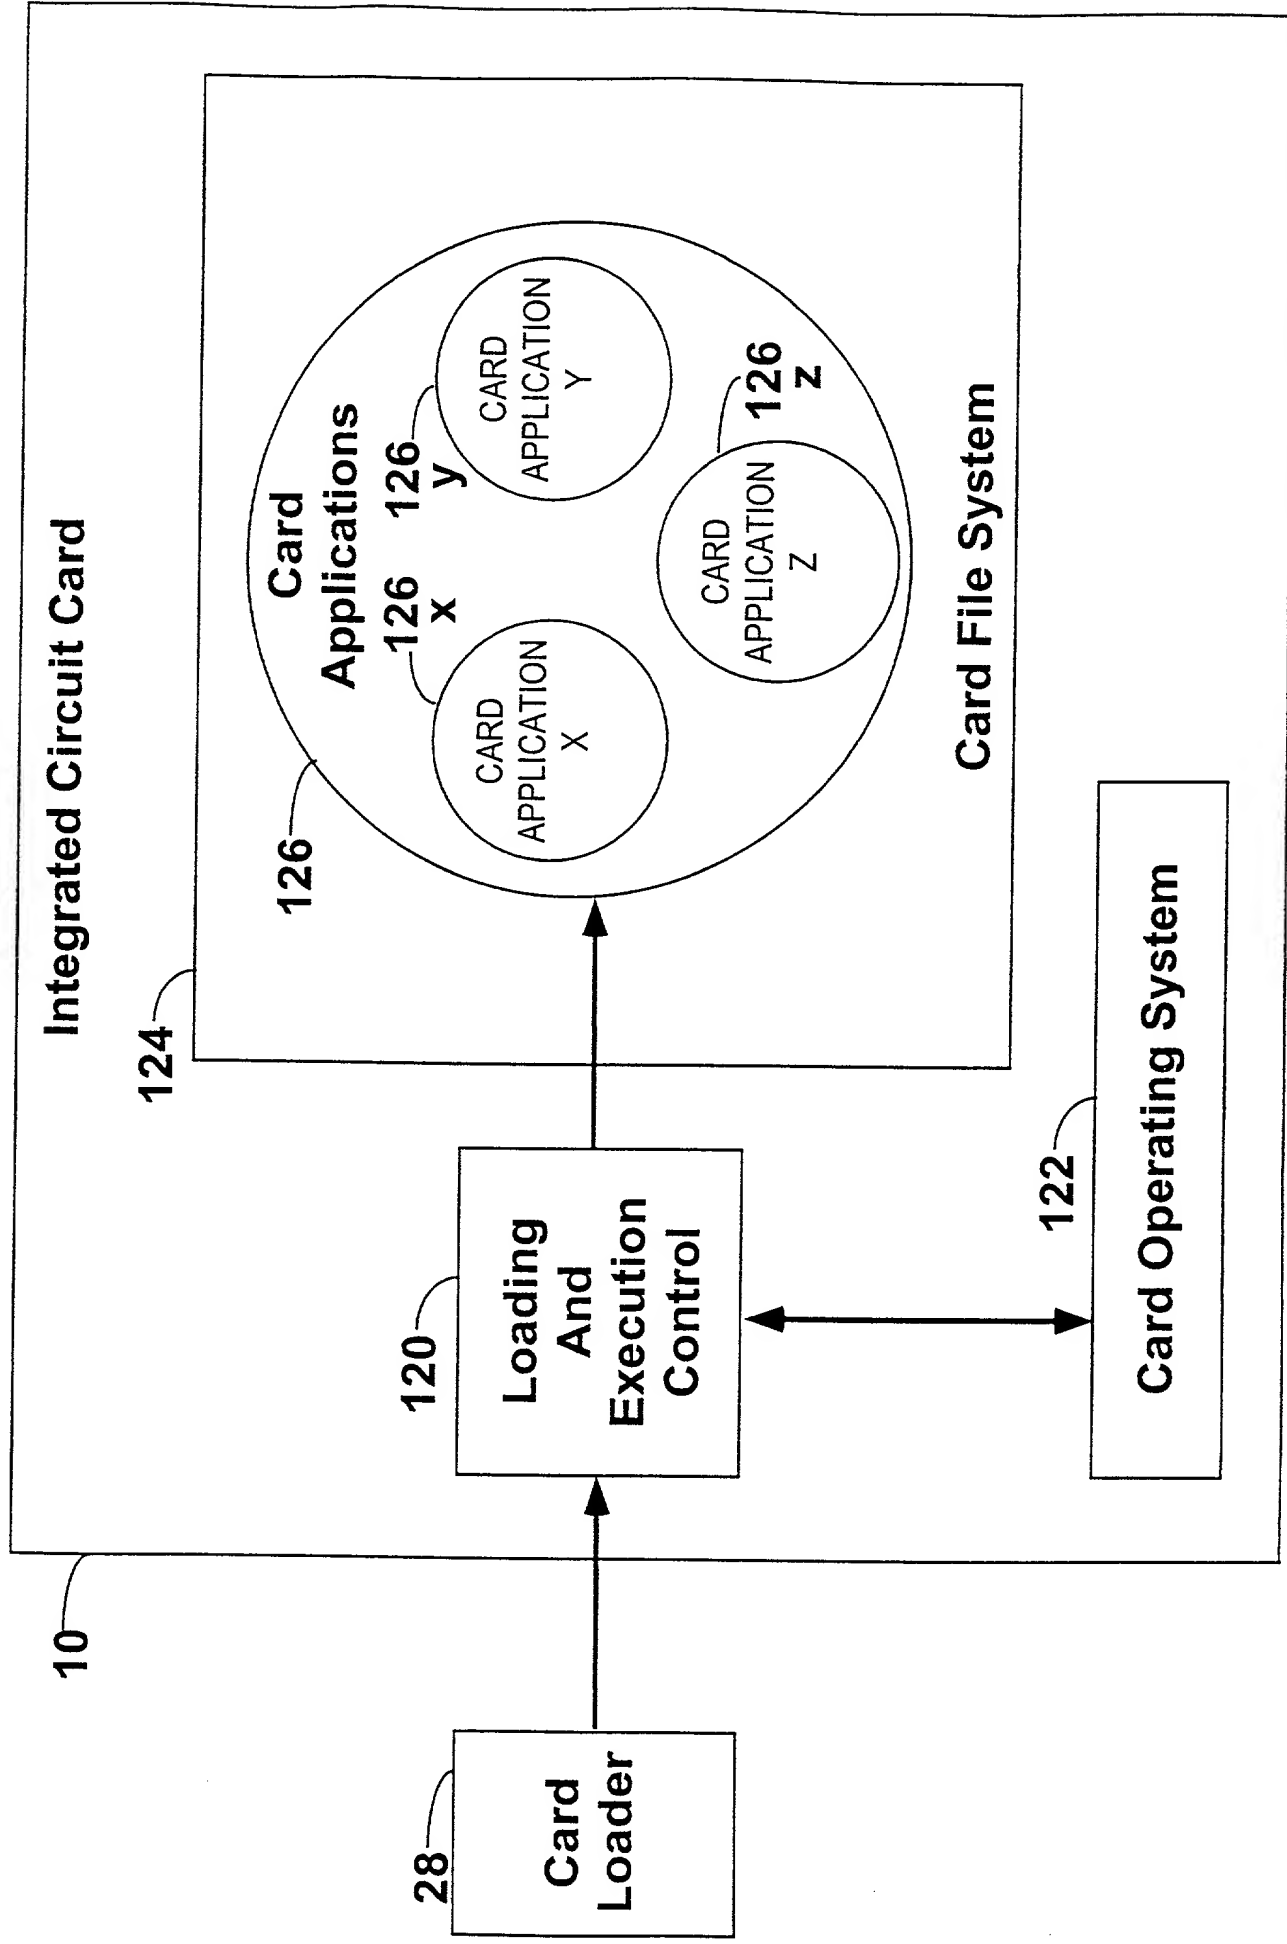 Integrated Circuit Card
10
124
126
Card
Applications
126
x
126
y
CARD
APPLICATION
X
CARD
APPLICATION
Y
126
z
CARD
APPLICATION
Z
Card File System
120
Loading
And
Execution
Control
28
Card
Loader
122
Card Operating System